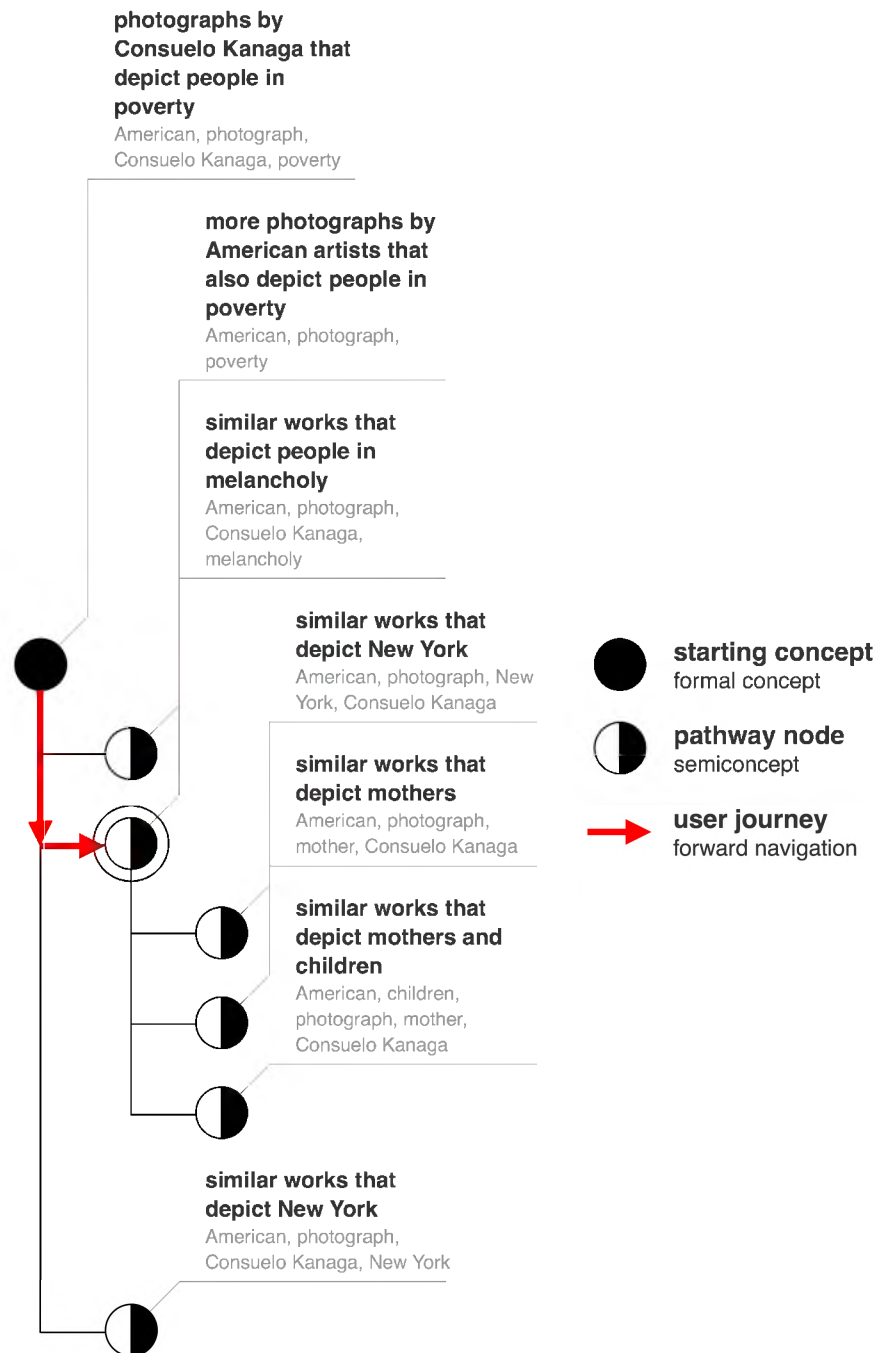 photographs by
Consuelo Kanaga that
depict people in
poverty
American, photograph,
Consuelo Kanaga, poverty
more photographs by
American artists that
also depict people in
poverty
American, photograph,
poverty
similar works that
depict people in
melancholy
American, photograph,
Consuelo Kanaga,
melancholy
similar works that
depict New York
American, photograph, New
York, Consuelo Kanaga
similar works that
depict mothers
American, photograph,
mother, Consuelo Kanaga
similar works that
depict mothers and
children
American, children,
photograph, mother,
Consuelo Kanaga
similar works that
depict New York
American, photograph,
Consuelo Kanaga, New York
starting concept
formal concept
pathway node
semiconcept
user journey
forward navigation